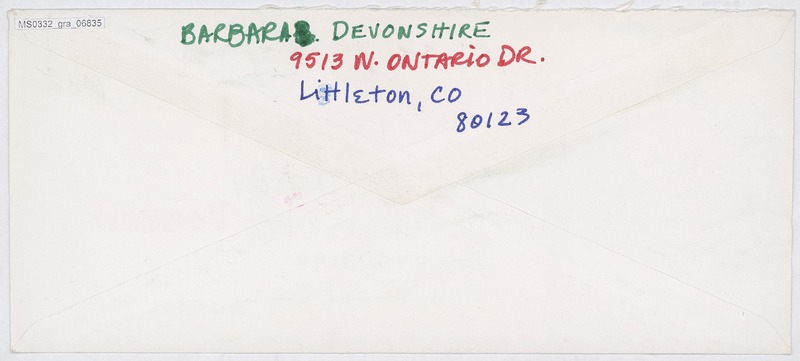 MS0332_gra_06835
BARBARA S. DEVONSHIRE
9513 N. ONTARIO DR.
Littleton, CO
80123